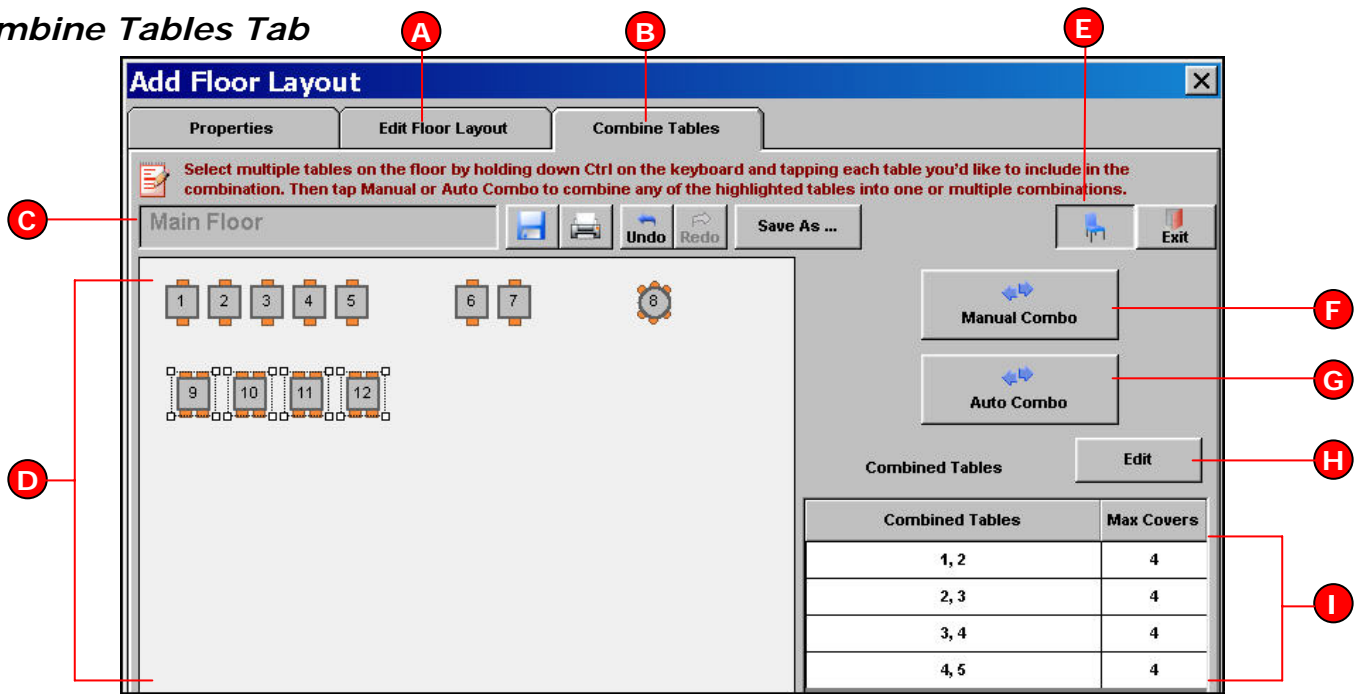 mbine Tables Tab
A
B
E
Add Floor Layout
Properties
Edit Floor Layout
Combine Tables
Select multiple tables on the floor by holding down Ctrl on the keyboard and tapping each table you'd like to include in the
combination. Then tap Manual or Auto Combo to combine any of the highlighted tables into one or multiple combinations.
C
Main Floor
Undo
Redo
Save As ...
Exit
1 2 3 4 5 6 7 8
Manual Combo
F
Auto Combo
G
9 10 11 12
D
Combined Tables
Edit
H
Combined Tables Max Covers
1, 2 4
2, 3 4
3, 4 4
4, 5 4
I